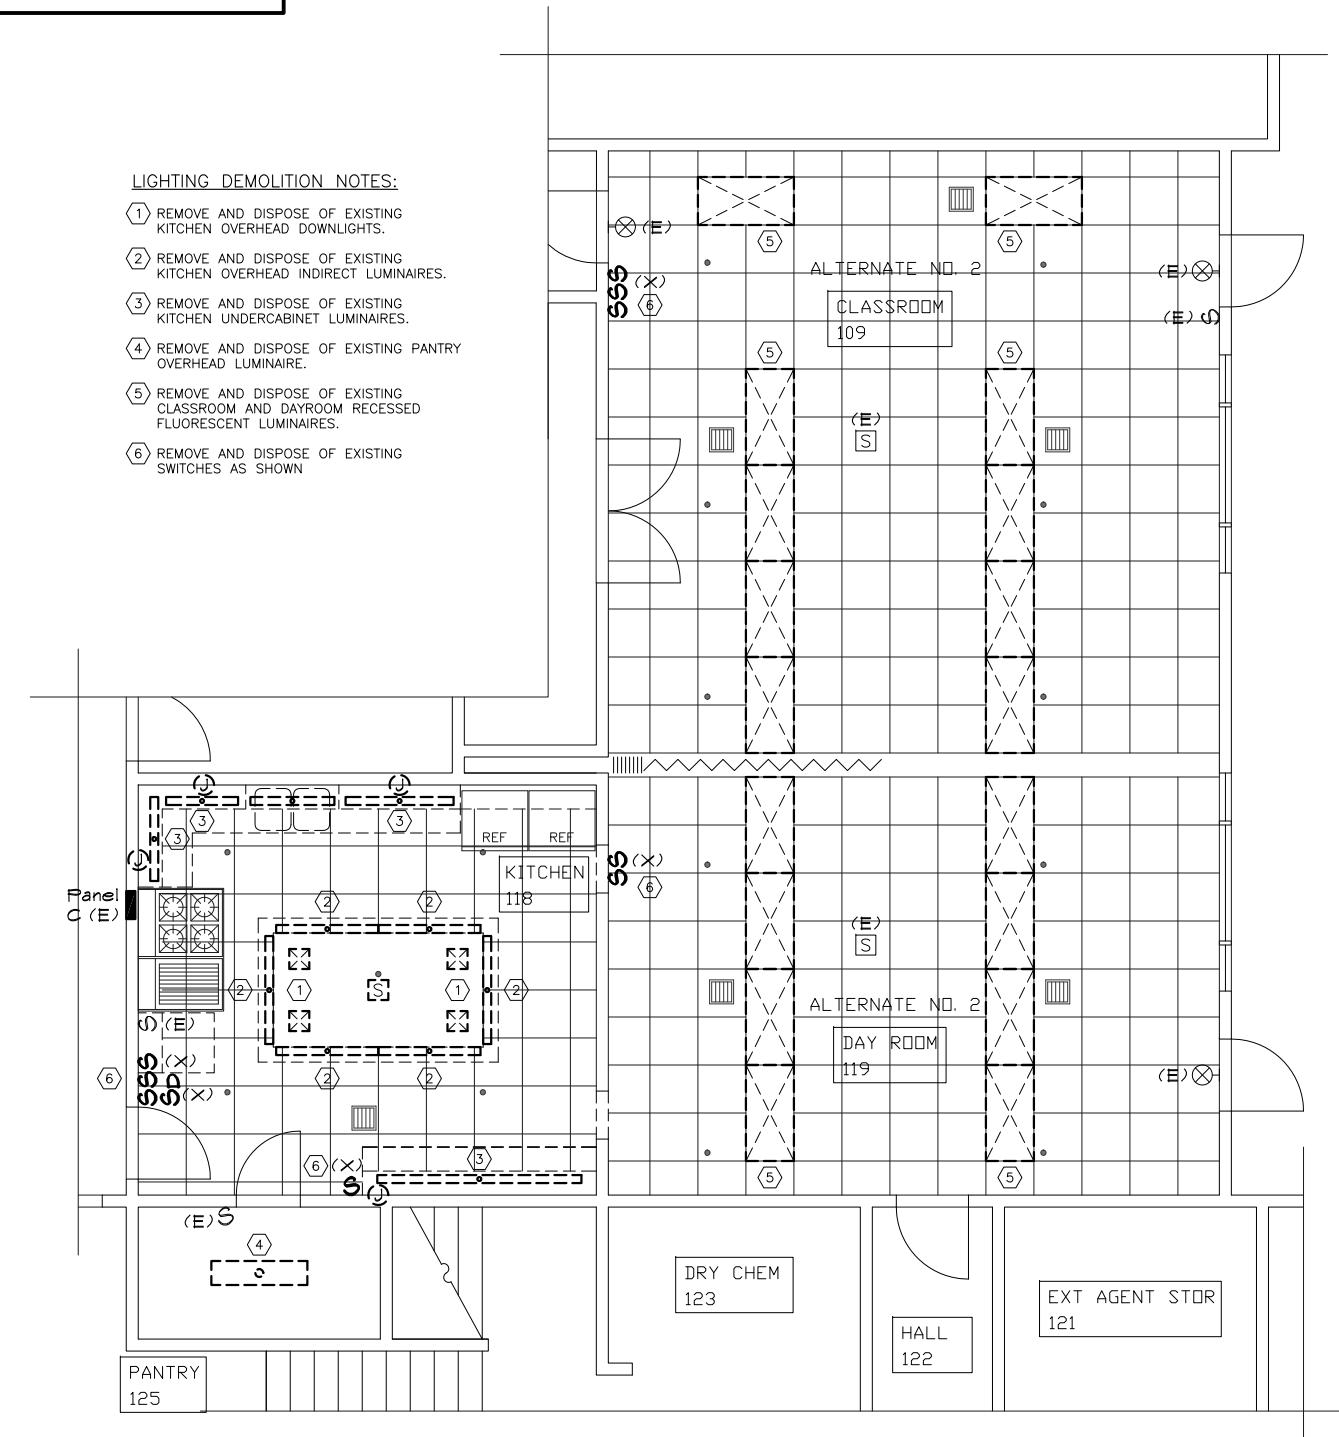 LIGHTING DEMOLITION NOTES:
1 REMOVE AND DISPOSE OF EXISTING
KITCHEN OVERHEAD DOWNLIGHTS.
2 REMOVE AND DISPOSE OF EXISTING
KITCHEN OVERHEAD INDIRECT LUMINAIRES.
3 REMOVE AND DISPOSE OF EXISTING
KITCHEN UNDERCABINET LUMINAIRES.
4 REMOVE AND DISPOSE OF EXISTING PANTRY
OVERHEAD LUMINAIRE.
5 REMOVE AND DISPOSE OF EXISTING
CLASSROOM AND DAYROOM RECESSED
FLUORESCENT LUMINAIRES.
6 REMOVE AND DISPOSE OF EXISTING
SWITCHES AS SHOWN
(E)
5
5
ALTERNATE NO. 2
(E)
SSS (X)
6
CLASSROOM
109
(E) S
5
5
(E)
S
J
J
3
3
3
J
REF
REF
KITCHEN
118
SS (X)
6
Panel
C (E)
2
2
(E)
S
2
1
S
1
2
ALTERNATE NO. 2
S (E)
DAY ROOM
119
SSS (X)
6
SD (X)
2
2
(E)
6 (X)
3
S
J
5
5
(E) S
4
DRY CHEM
123
EXT AGENT STOR
121
HALL
122
PANTRY
125